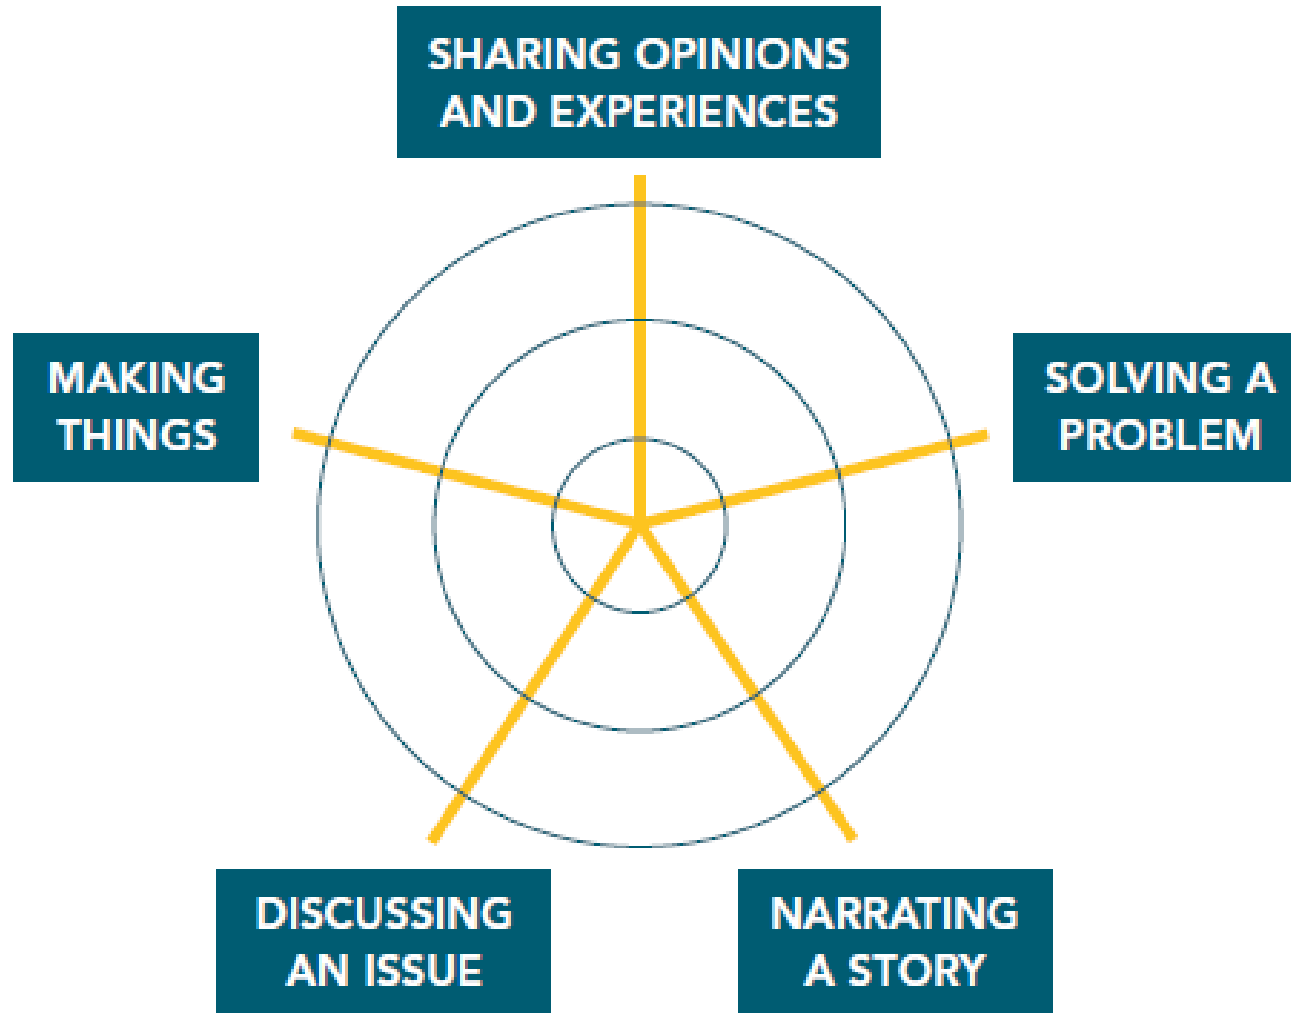 SHARING OPINIONS
AND EXPERIENCES
MAKING
THINGS
SOLVING A
PROBLEM
DISCUSSING
AN ISSUE
NARRATING
A STORY